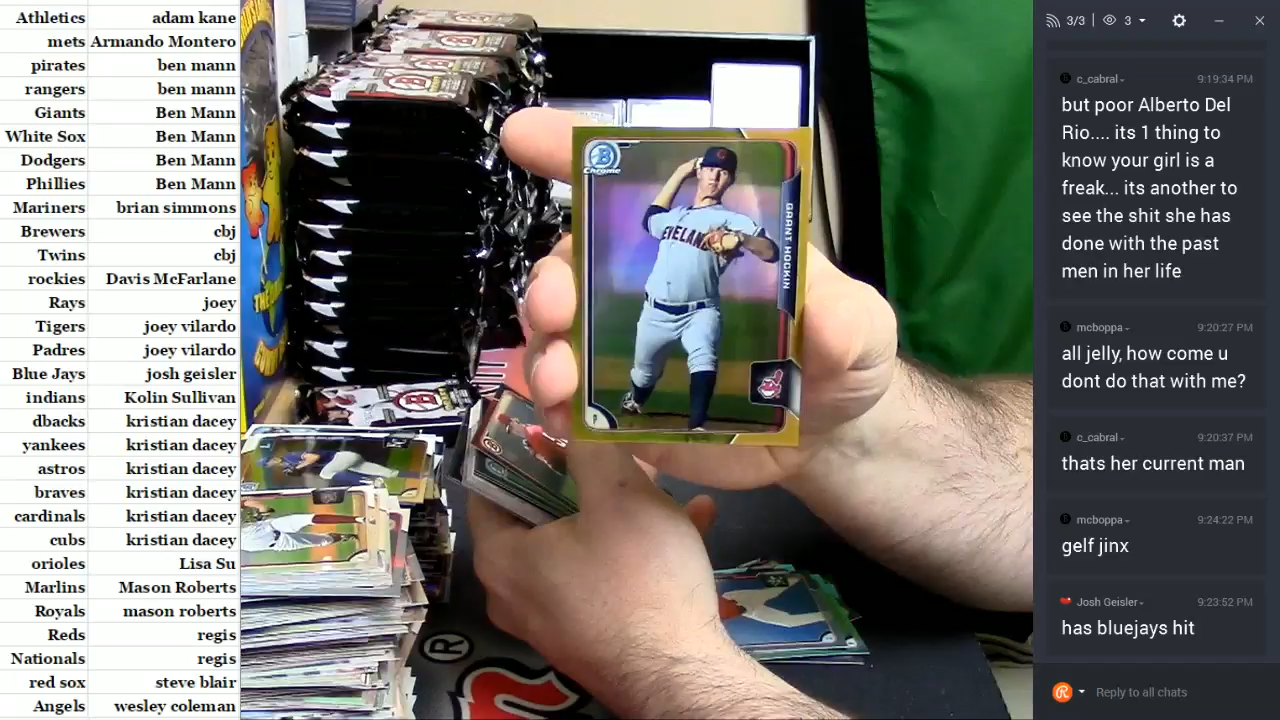 Athletics adam kane
mets Armando Montero
pirates ben mann
rangers ben mann
Giants Ben Mann
White Sox Ben Mann
Dodgers Ben Mann
Phillies Ben Mann
Mariners brian simmons
Brewers cbj
Twins cbj
rockies Davis McFarlane
Rays joey
Tigers joey vilardo
Padres joey vilardo
Blue Jays josh geisler
indians Kolin Sullivan
dbacks kristian dacey
yankees kristian dacey
astros kristian dacey
braves kristian dacey
cardinals kristian dacey
cubs kristian dacey
orioles Lisa Su
Marlins Mason Roberts
Royals mason roberts
Reds regis
Nationals regis
red sox steve blair
Angels wesley coleman
B
Chrome
GRANT HOCKIN
CLEVELAND
P
®
3/3 3
c_cabral 9:19:34 PM
but poor Alberto Del
Rio.... its 1 thing to
know your girl is a
freak... its another to
see the shit she has
done with the past
men in her life
mcboppa 9:20:27 PM
all jelly, how come u
dont do that with me?
c_cabral 9:20:37 PM
thats her current man
mcboppa 9:24:22 PM
gelf jinx
Josh Geisler 9:23:52 PM
has bluejays hit
Reply to all chats